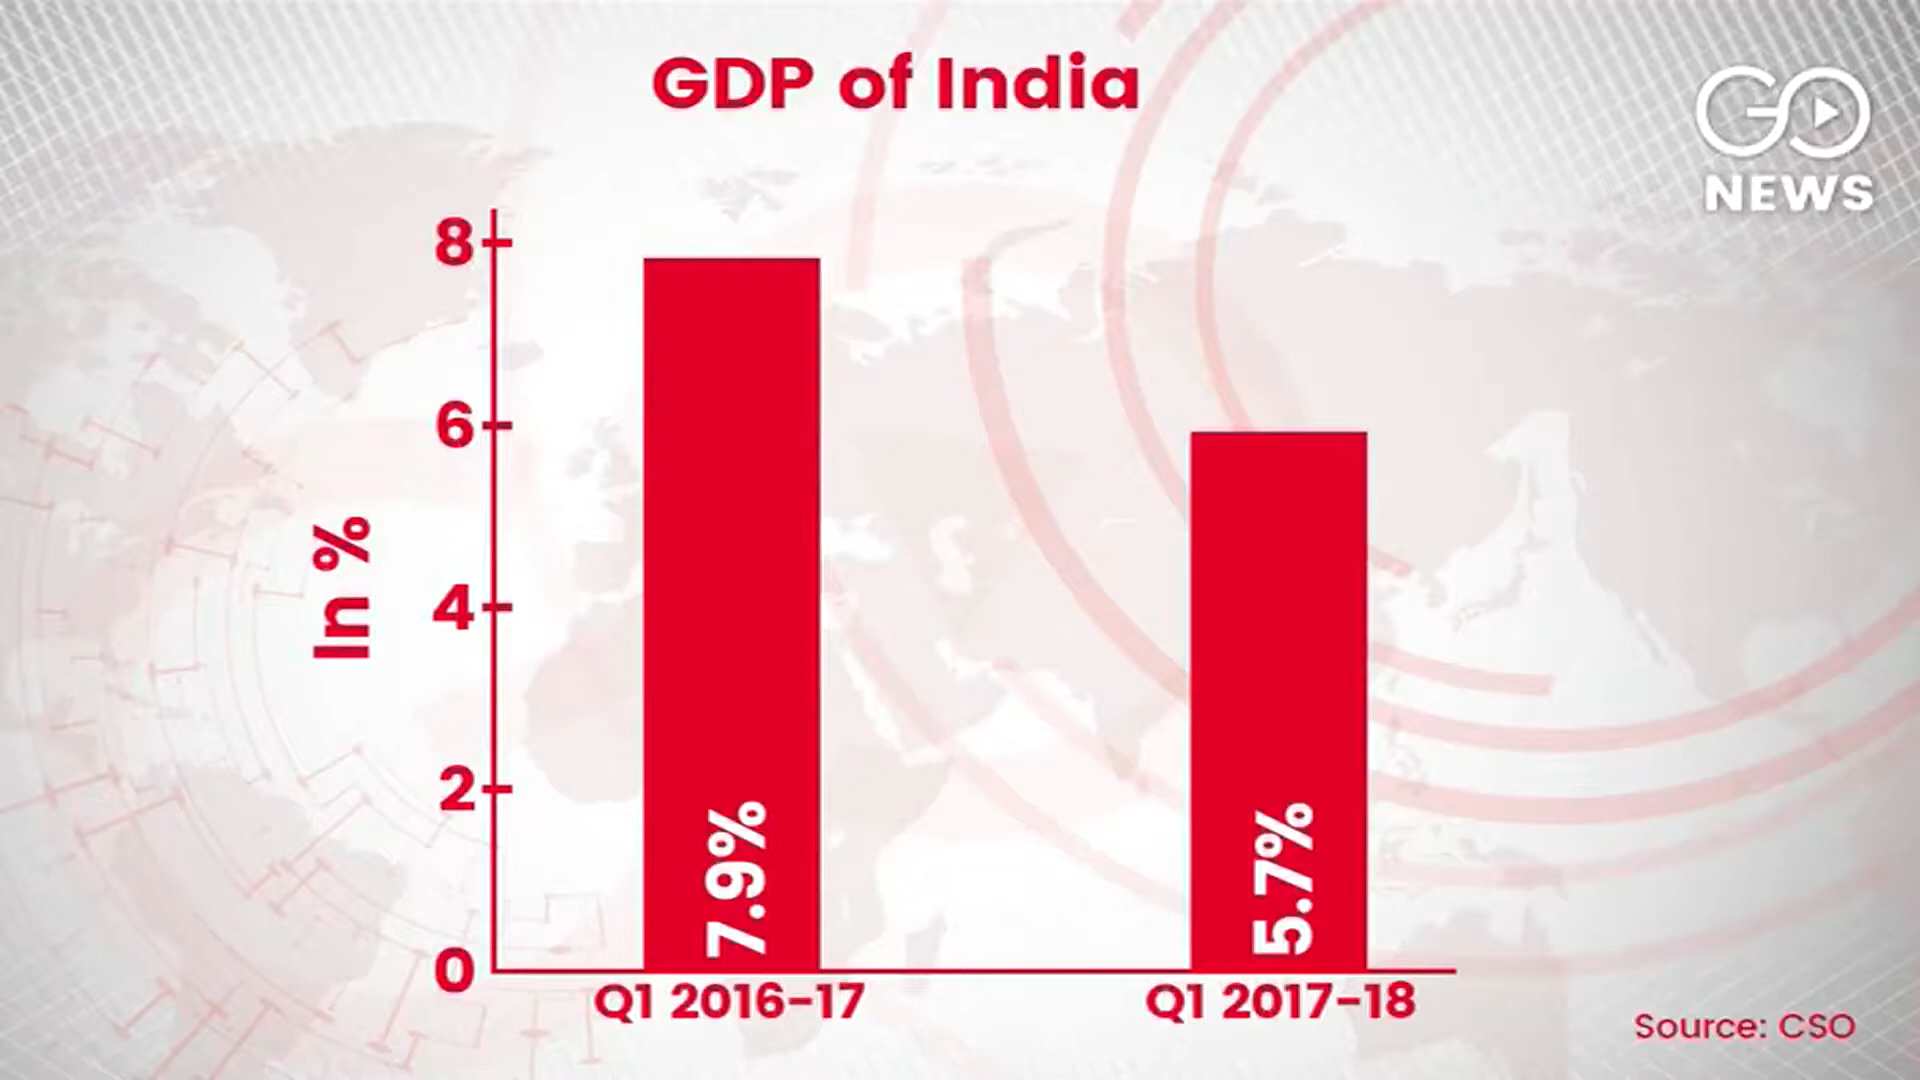 GDP of India
GO
NEWS
8
6
4
2
0
In %
7.9%
5.7%
Q1 2016-17
Q1 2017-18
Source: CSO